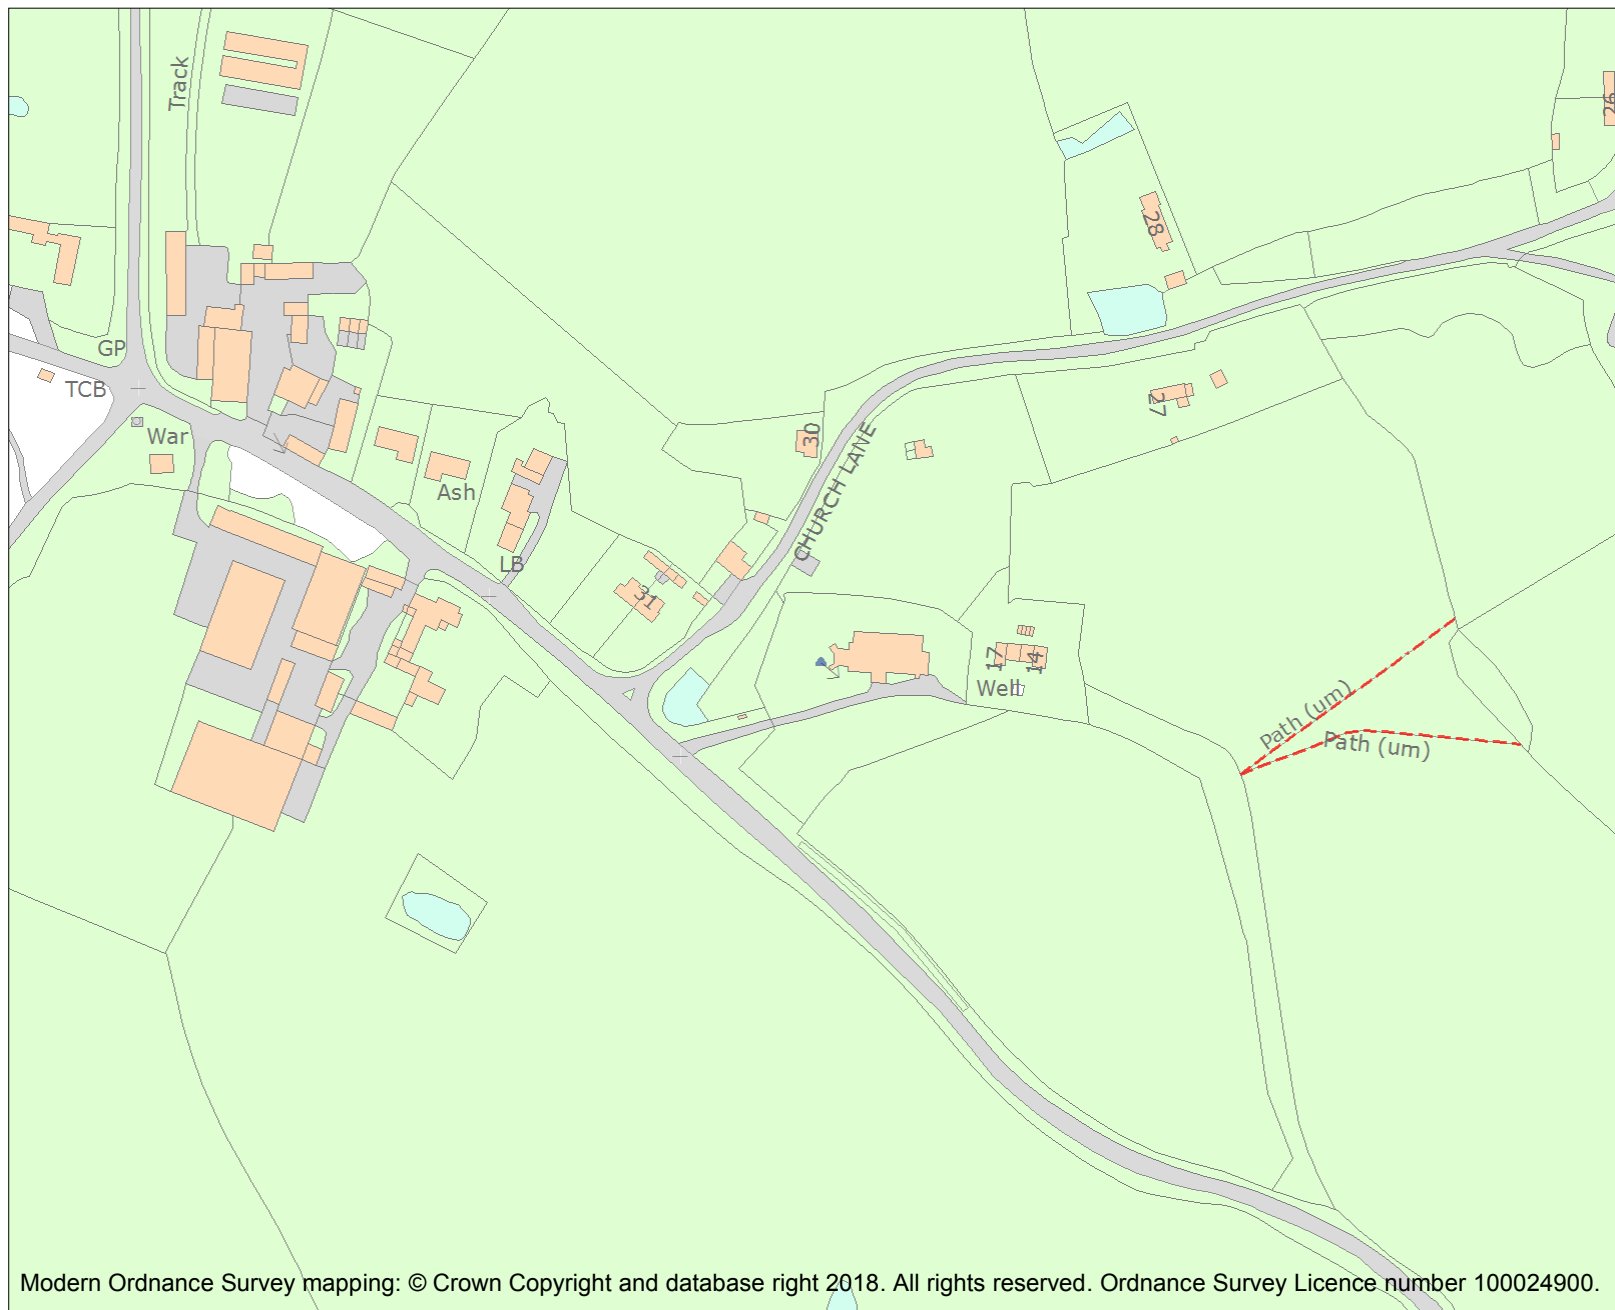 Track
26
28
GP
TCB
27
War
30
CHURCH LANE
Ash
LB
31
17
14
Well
Path (um)
Path (um)
Modern Ordnance Survey mapping: © Crown Copyright and database right 2018. All rights reserved. Ordnance Survey Licence number 100024900.